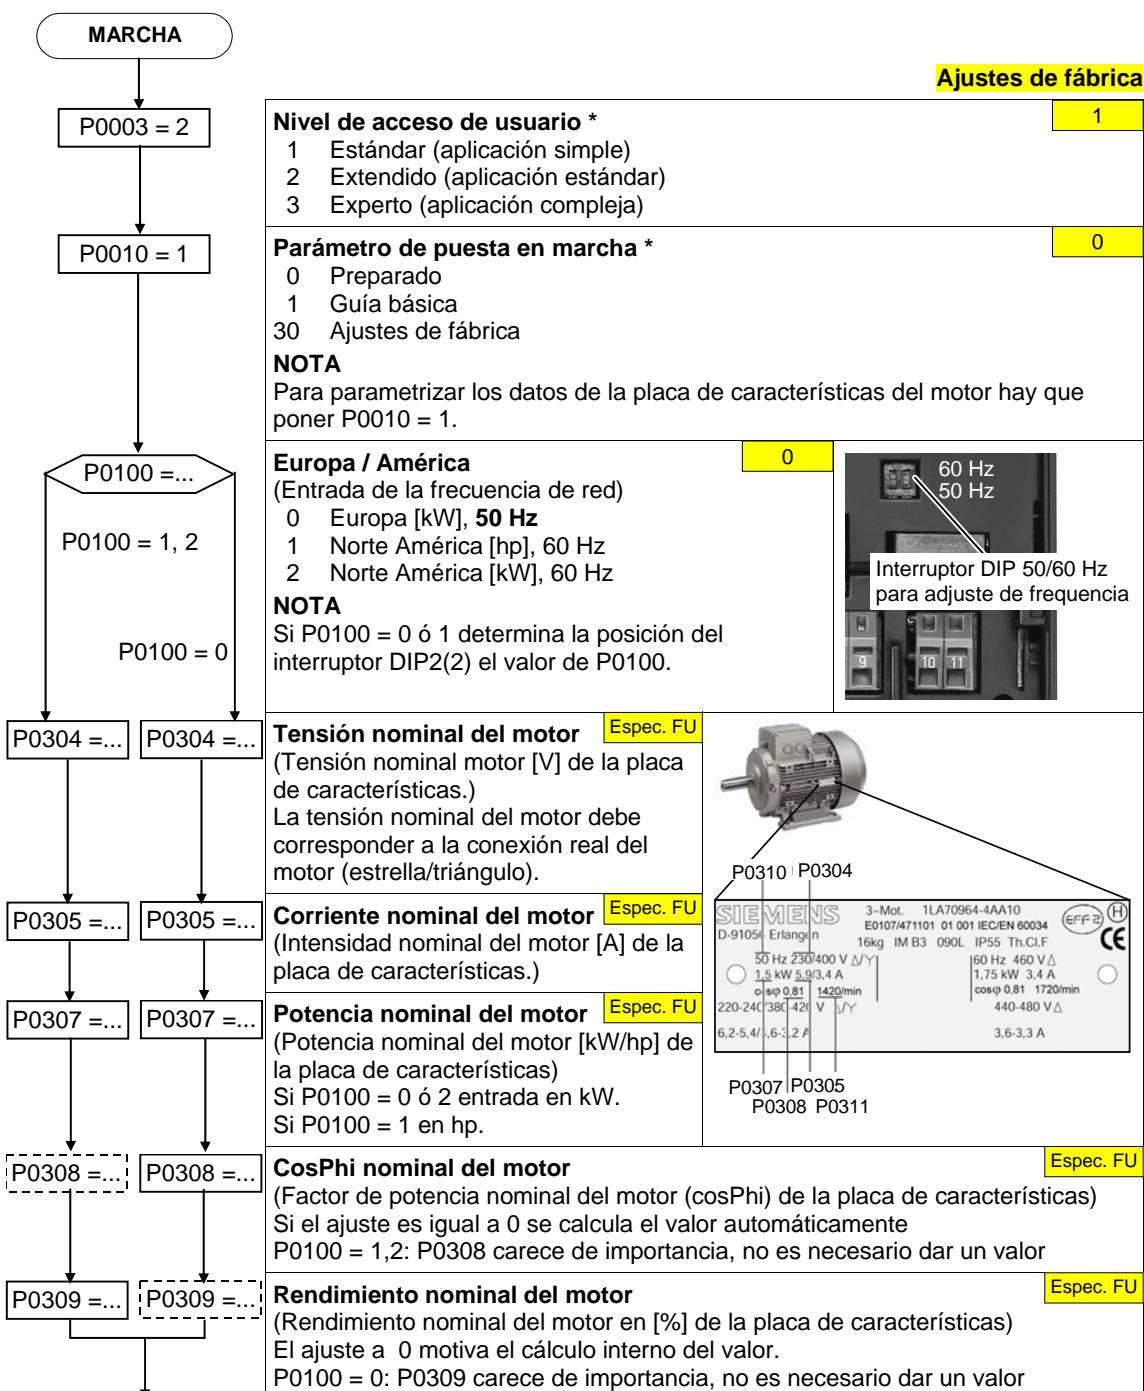 MARCHA
Ajustes de fábrica
P0003 = 2
Nivel de acceso de usuario *
1
1 Estándar (aplicación simple)
2 Extendido (aplicación estándar)
3 Experto (aplicación compleja)
P0010 = 1
Parámetro de puesta en marcha *
0
0 Preparado
1 Guía básica
30 Ajustes de fábrica
NOTA
Para parametrizar los datos de la placa de características del motor hay que
poner P0010 = 1.
P0100 =...
P0100 = 1, 2
P0100 = 0
Europa / América
0
(Entrada de la frecuencia de red)
0 Europa [kW], 50 Hz
1 Norte América [hp], 60 Hz
2 Norte América [kW], 60 Hz
NOTA
Si P0100 = 0 ó 1 determina la posición del
interruptor DIP2(2) el valor de P0100.
60 Hz
50 Hz
Interruptor DIP 50/60 Hz
para adjuste de frequencia
9 10 11
P0304 =...
P0304 =...
Tensión nominal del motor
Espec. FU
(Tensión nominal motor [V] de la placa
de características.)
La tensión nominal del motor debe
corresponder a la conexión real del
motor (estrella/triángulo).
P0305 =...
P0305 =...
Corriente nominal del motor
Espec. FU
(Intensidad nominal del motor [A] de la
placa de características.)
P0307 =...
P0307 =...
Potencia nominal del motor
Espec. FU
(Potencia nominal del motor [kW/hp] de
la placa de características)
Si P0100 = 0 ó 2 entrada en kW.
Si P0100 = 1 en hp.
P0310 P0304
SIEMENS
3~Mot. 1LA70964-4AA10
E0107/471101 01 001 IEC/EN 60034
EFF 2
H
D-91056 Erlangen
16kg IM B3 090L IP55 Th.Cl.F
CE
50 Hz 230/400 V Δ/Y
60 Hz 460 V Δ
1,5 kW 5,9/3,4 A
1,75 kW 3,4 A
cosφ 0,81 1420/min
cosφ 0,81 1720/min
220-240/380-420 V Δ/Y
440-480 V Δ
6,2-5,4/3,6-3,2 A
3,6-3,3 A
P0307 P0305
P0308 P0311
P0308 =...
P0308 =...
CosPhi nominal del motor
Espec. FU
(Factor de potencia nominal del motor (cosPhi) de la placa de características)
Si el ajuste es igual a 0 se calcula el valor automáticamente
P0100 = 1,2: P0308 carece de importancia, no es necesario dar un valor
P0309 =...
P0309 =...
Rendimiento nominal del motor
Espec. FU
(Rendimiento nominal del motor en [%] de la placa de características)
El ajuste a 0 motiva el cálculo interno del valor.
P0100 = 0: P0309 carece de importancia, no es necesario dar un valor